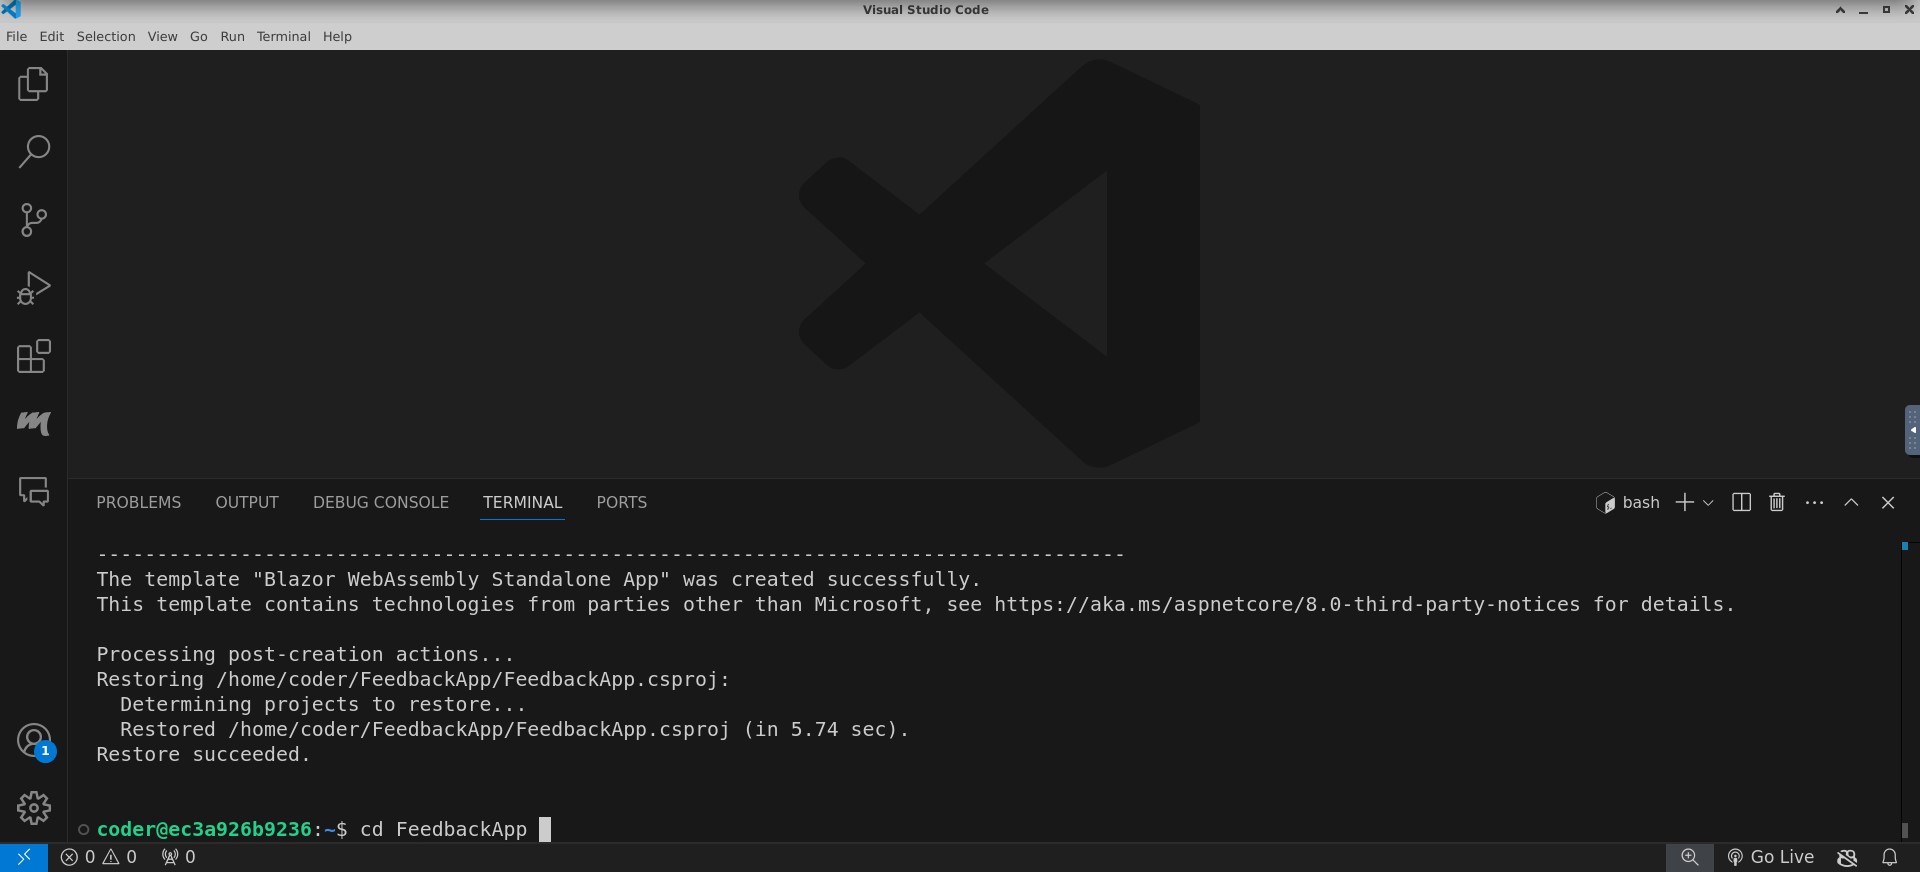 Visual Studio Code
File Edit Selection View Go Run Terminal Help
PROBLEMS OUTPUT DEBUG CONSOLE TERMINAL PORTS bash
--------------------------------------------------------------------------------------
The template "Blazor WebAssembly Standalone App" was created successfully.
This template contains technologies from parties other than Microsoft, see https://aka.ms/aspnetcore/8.0-third-party-notices for details.
Processing post-creation actions...
Restoring /home/coder/FeedbackApp/FeedbackApp.csproj:
Determining projects to restore...
Restored /home/coder/FeedbackApp/FeedbackApp.csproj (in 5.74 sec).
Restore succeeded.
1
coder@ec3a926b9236:~$ cd FeedbackApp
0 0 0 Go Live